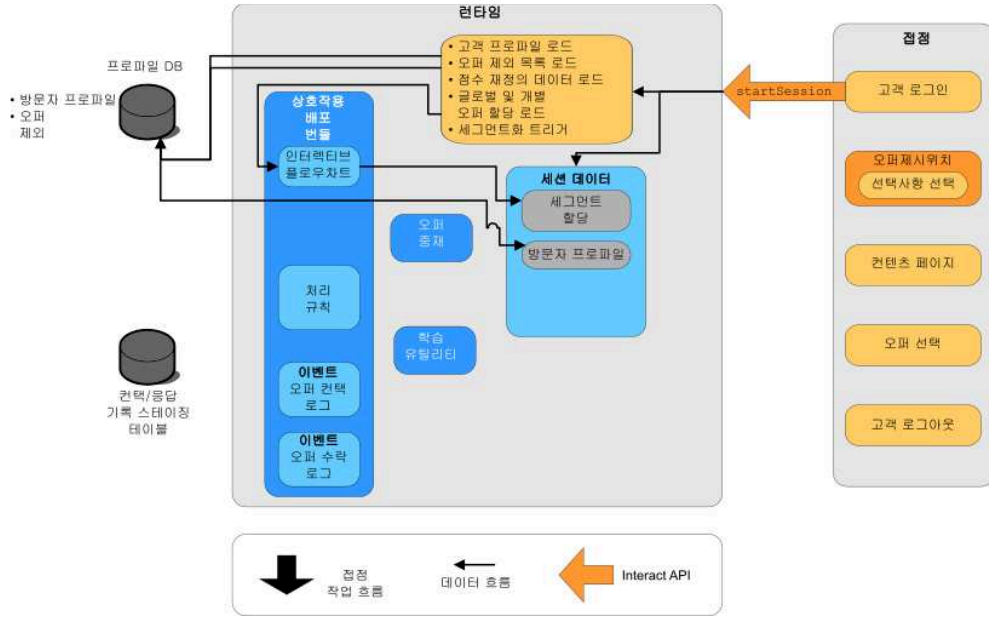 런타임
접점
프로파일 DB
• 방문자 프로파일
• 오퍼
제외
• 고객 프로파일 로드
• 오퍼 제외 목록 로드
• 점수 재정의 데이터 로드
• 글로벌 및 개별
오퍼 할당 로드
• 세그먼트화 트리거
startSession
고객 로그인
상호작용
배포
번들
인터랙티브
플로우차트
세션 데이터
세그먼트
할당
방문자 프로파일
오퍼제시위치
선택사항 선택
오퍼
중재
컨텐츠 페이지
처리
규칙
학습
유틸리티
오퍼 선택
컨택/응답
기록 스테이징
테이블
이벤트
오퍼 컨택
로그
고객 로그아웃
이벤트
오퍼 수락
로그
접점
작업 흐름
데이터 흐름
Interact API